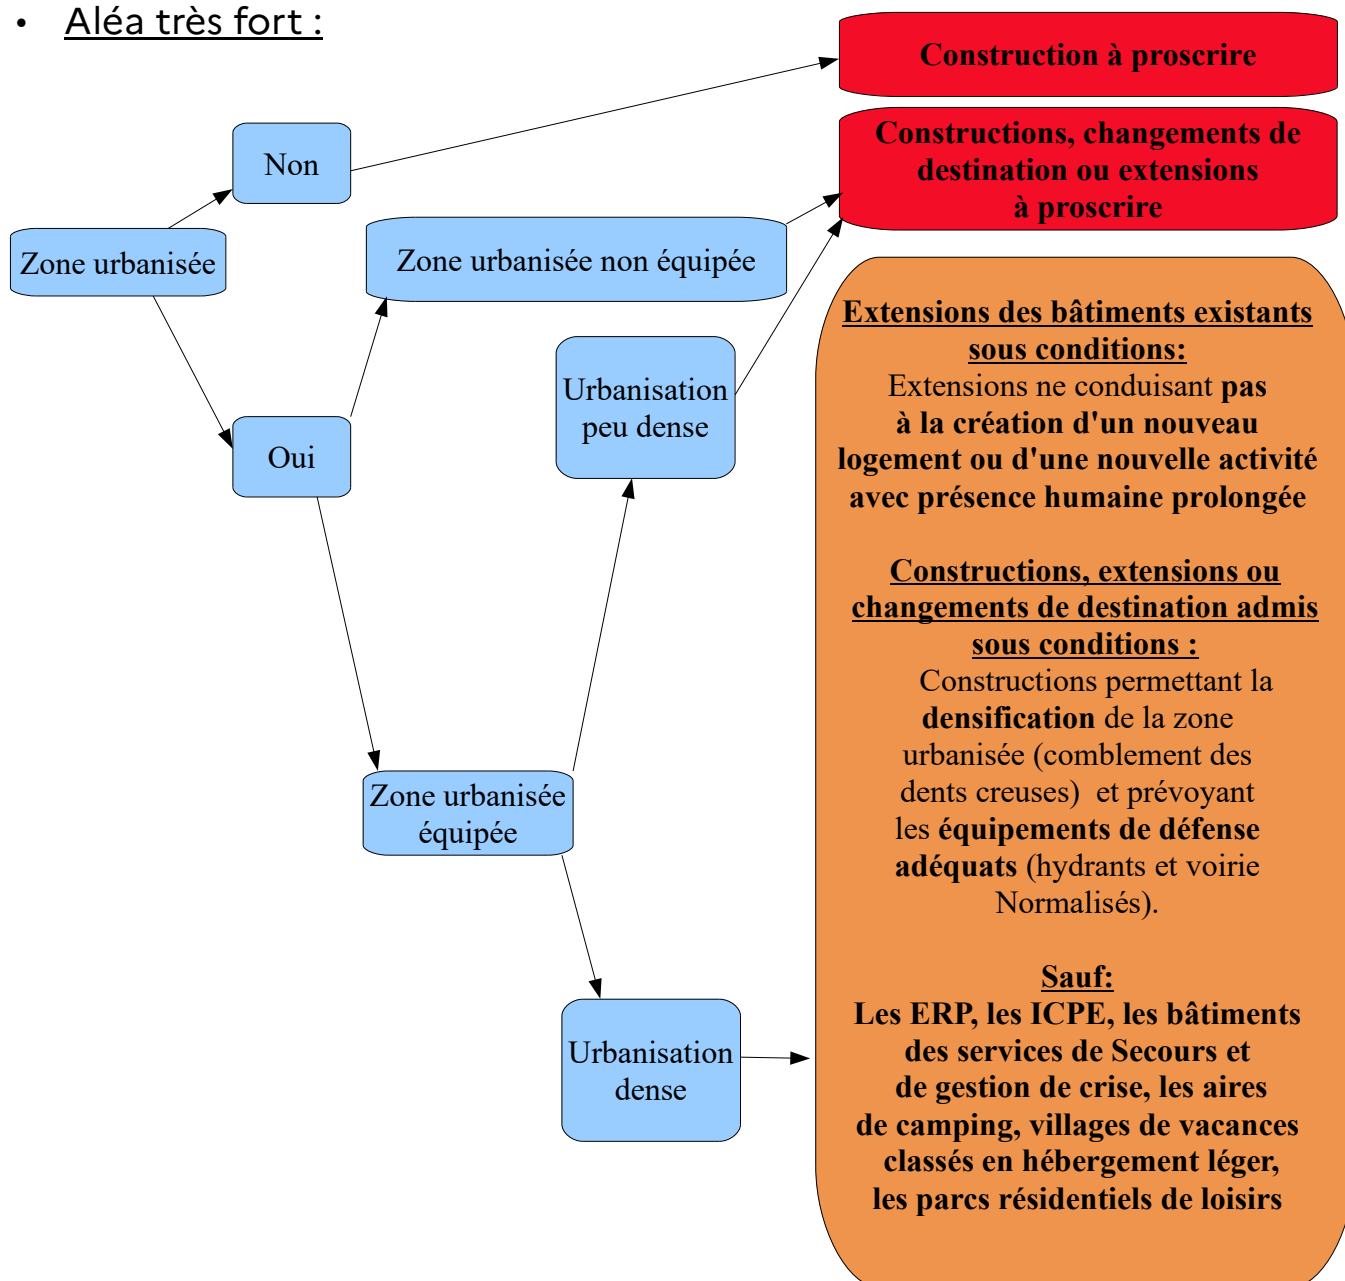 • Aléa très fort :
Construction à proscrire
Constructions, changements de
destination ou extensions
à proscrire
Non
Zone urbanisée
Zone urbanisée non équipée
Urbanisation
peu dense
Oui
Zone urbanisée
équipée
Urbanisation
dense
Extensions des bâtiments existants
sous conditions:
Extensions ne conduisant pas
à la création d'un nouveau
logement ou d'une nouvelle activité
avec présence humaine prolongée
Constructions, extensions ou
changements de destination admis
sous conditions :
Constructions permettant la
densification de la zone
urbanisée (comblement des
dents creuses) et prévoyant
les équipements de défense
adéquats (hydrants et voirie
Normalisés).
Sauf:
Les ERP, les ICPE, les bâtiments
des services de Secours et
de gestion de crise, les aires
de camping, villages de vacances
classés en hébergement léger,
les parcs résidentiels de loisirs